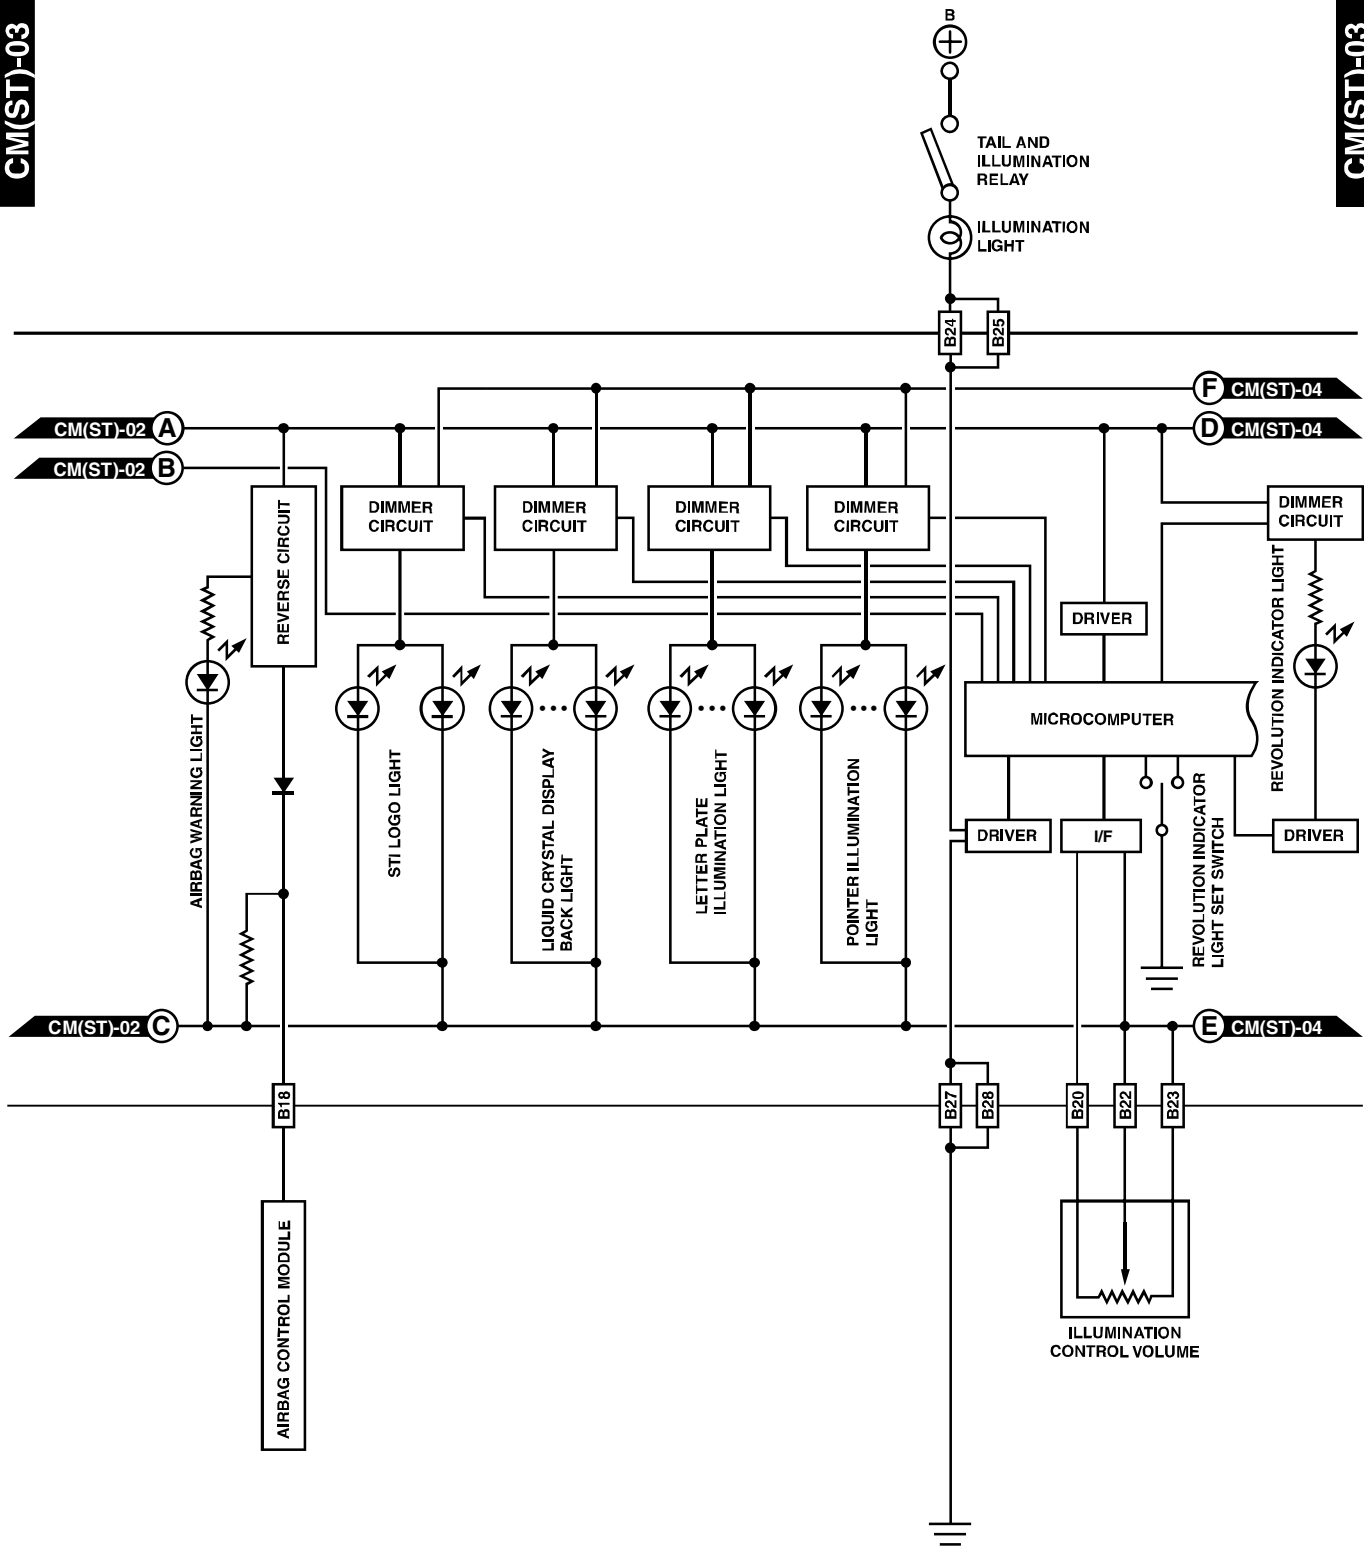 CM(ST)-03
CM(ST)-03
B
TAIL AND
ILLUMINATION
RELAY
ILLUMINATION
LIGHT
B24
B25
F CM(ST)-04
CM(ST)-02 A
D CM(ST)-04
CM(ST)-02 B
REVERSE CIRCUIT
DIMMER
CIRCUIT
DIMMER
CIRCUIT
DIMMER
CIRCUIT
DIMMER
CIRCUIT
DIMMER
CIRCUIT
DRIVER
MICROCOMPUTER
REVOLUTION INDICATOR LIGHT
AIRBAG WARNING LIGHT
STI LOGO LIGHT
LIQUID CRYSTAL DISPLAY
BACK LIGHT
LETTER PLATE
ILLUMINATION LIGHT
POINTER ILLUMINATION
LIGHT
DRIVER
I/F
REVOLUTION INDICATOR
LIGHT SET SWITCH
DRIVER
CM(ST)-02 C
E CM(ST)-04
B18
B27
B28
B20
B22
B23
AIRBAG CONTROL MODULE
ILLUMINATION
CONTROL VOLUME